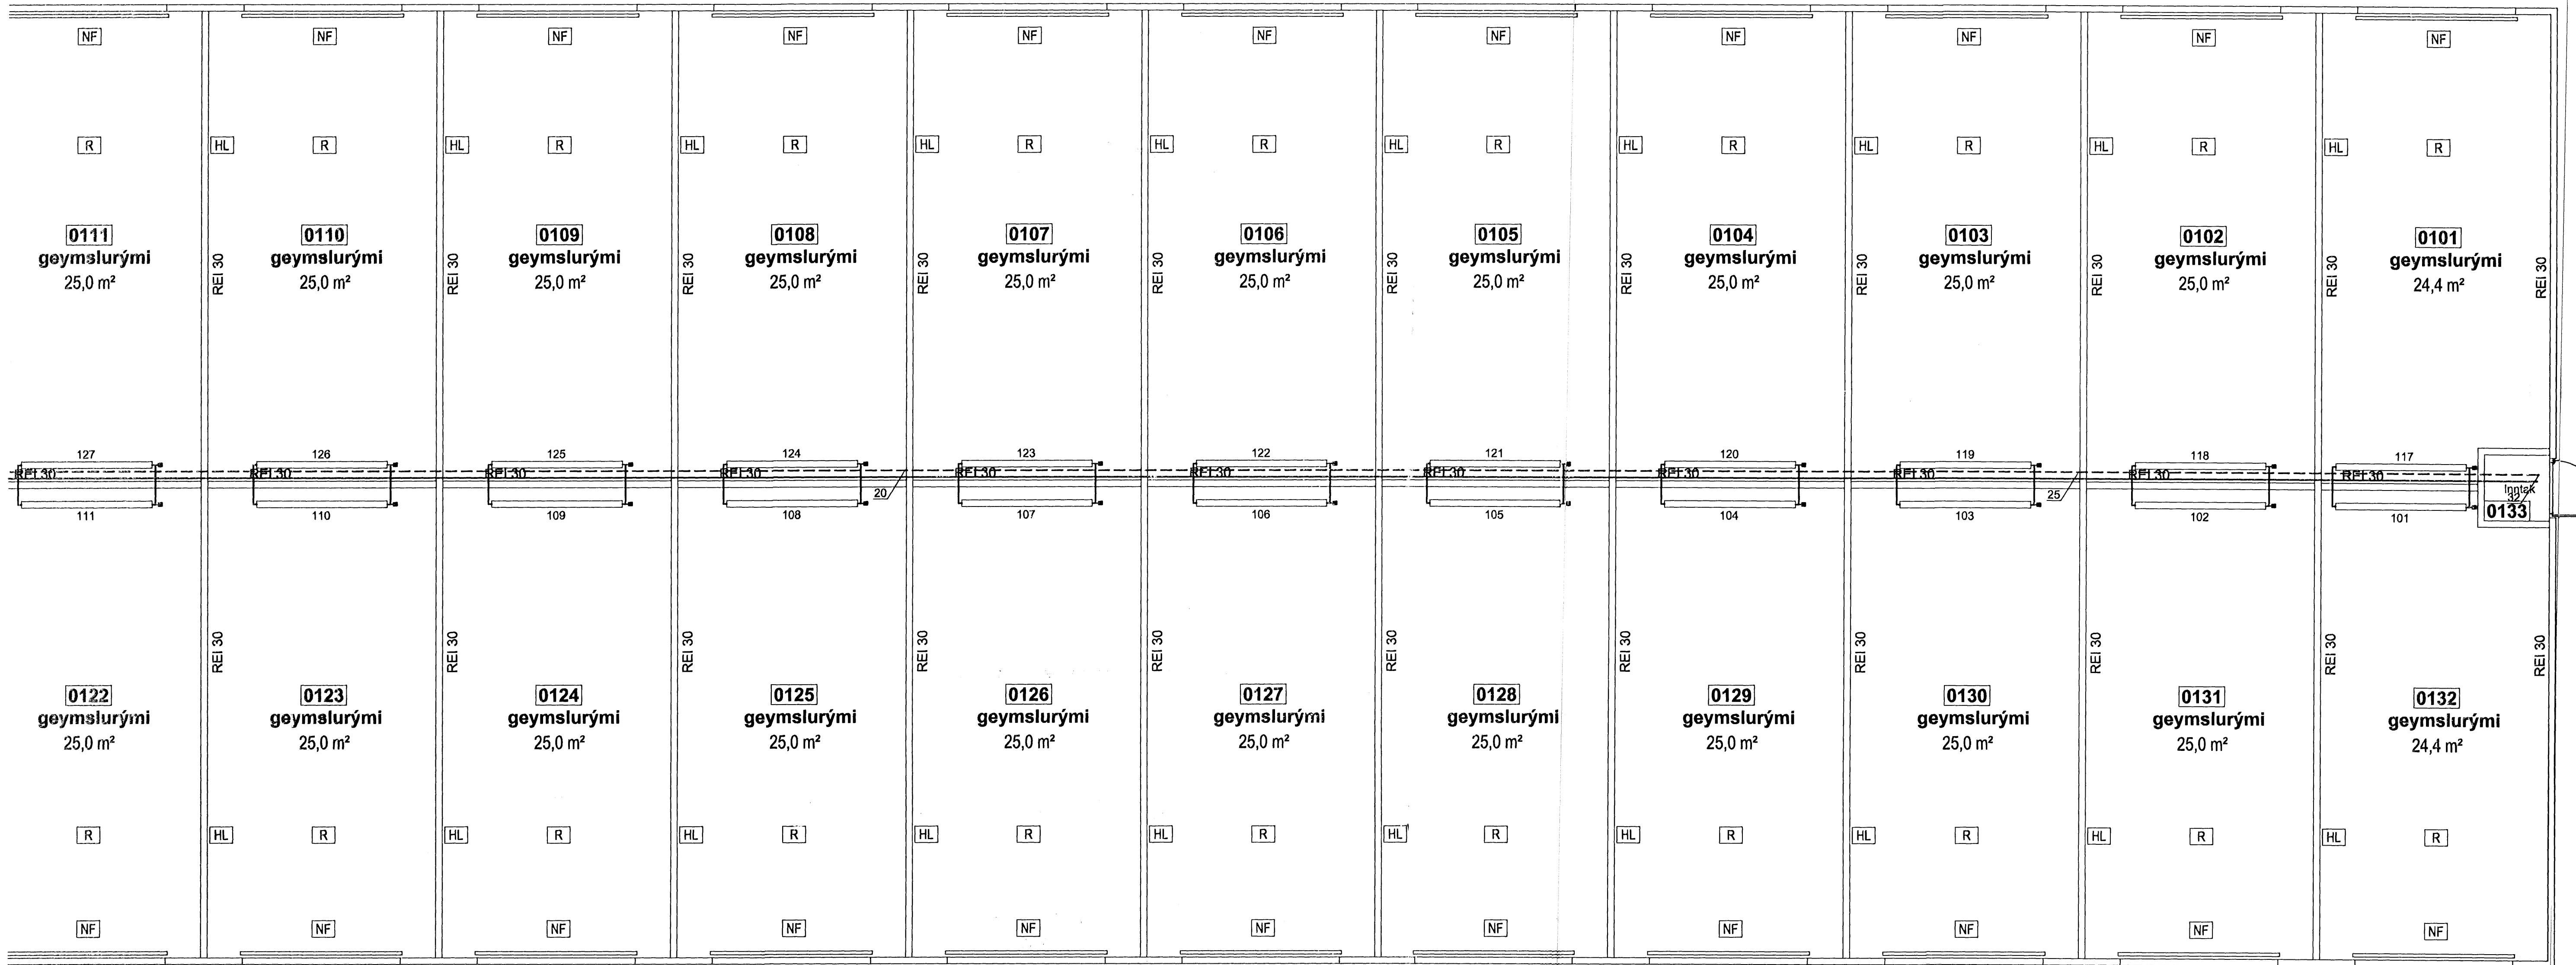 NF NF NF NF NF NF NF NF NF NF NF
R HL R HL R HL R HL R HL R HL R HL R HL R HL R HL R
0111 0110 0109 0108 0107 0106 0105 0104 0103 0102 0101
geymslurými geymslurými geymslurými geymslurými geymslurými geymslurými geymslurými geymslurými geymslurými geymslurými geymslurými
25,0 m² 25,0 m² 25,0 m² 25,0 m² 25,0 m² 25,0 m² 25,0 m² 25,0 m² 25,0 m² 25,0 m² 24,4 m²
REI 30 REI 30 REI 30 REI 30 REI 30 REI 30 REI 30 REI 30 REI 30 REI 30 REI 30
127 126 125 124 123 122 121 120 119 118 117
REI 30 REI 30 REI 30 REI 30 REI 30 REI 30 REI 30 REI 30 REI 30 REI 30 REI 30
20 25 Inntak
32
111 110 109 108 107 106 105 104 103 102 101 0133
REI 30 REI 30 REI 30 REI 30 REI 30 REI 30 REI 30 REI 30 REI 30 REI 30 REI 30
0122 0123 0124 0125 0126 0127 0128 0129 0130 0131 0132
geymslurými geymslurými geymslurými geymslurými geymslurými geymslurými geymslurými geymslurými geymslurými geymslurými geymslurými
25,0 m² 25,0 m² 25,0 m² 25,0 m² 25,0 m² 25,0 m² 25,0 m² 25,0 m² 25,0 m² 25,0 m² 24,4 m²
R HL R HL R HL R HL R HL R HL R HL R HL R HL R HL R
NF NF NF NF NF NF NF NF NF NF NF